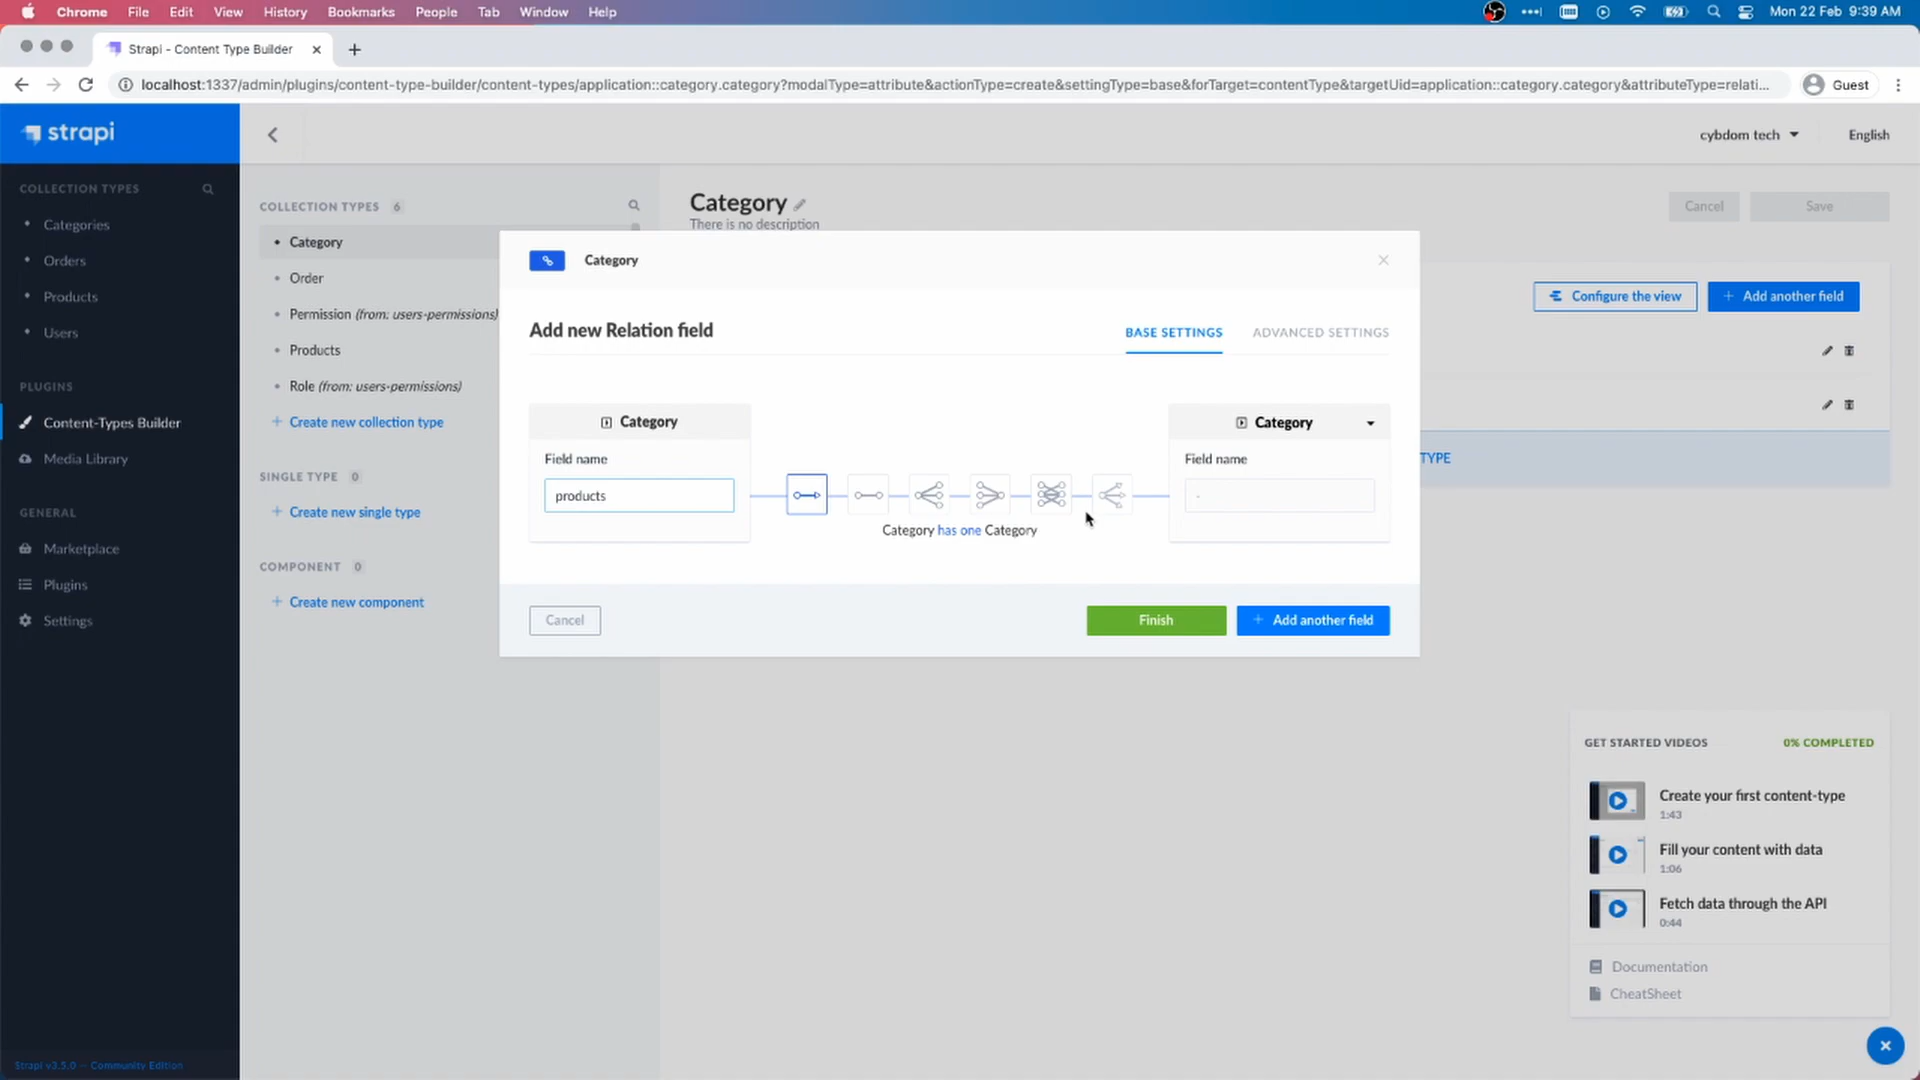 Chrome File Edit View History Bookmarks People Tab Window Help Mon 22 Feb 9:39 AM
Strapi - Content Type Builder
localhost:1337/admin/plugins/content-type-builder/content-types/application::category.category?modalType=attribute&actionType=create&settingType=base&forTarget=contentType&targetUid=application::category.category&attributeType=relati... Guest
strapi
cybdom tech English
COLLECTION TYPES
Categories
Orders
Products
Users
PLUGINS
Content-Types Builder
Media Library
GENERAL
Marketplace
Plugins
Settings
Strapi v3.5.0 — Community Edition
COLLECTION TYPES 6
Category
Order
Permission (from: users-permissions)
Products
Role (from: users-permissions)
+ Create new collection type
SINGLE TYPE 0
+ Create new single type
COMPONENT 0
+ Create new component
Category
There is no description
Cancel Save
Configure the view + Add another field
TYPE
Category
Add new Relation field
BASE SETTINGS ADVANCED SETTINGS
Category
Field name
products
Category has one Category
Category
Field name
-
Cancel Finish + Add another field
GET STARTED VIDEOS 0% COMPLETED
Create your first content-type
1:43
Fill your content with data
1:06
Fetch data through the API
0:44
Documentation
CheatSheet